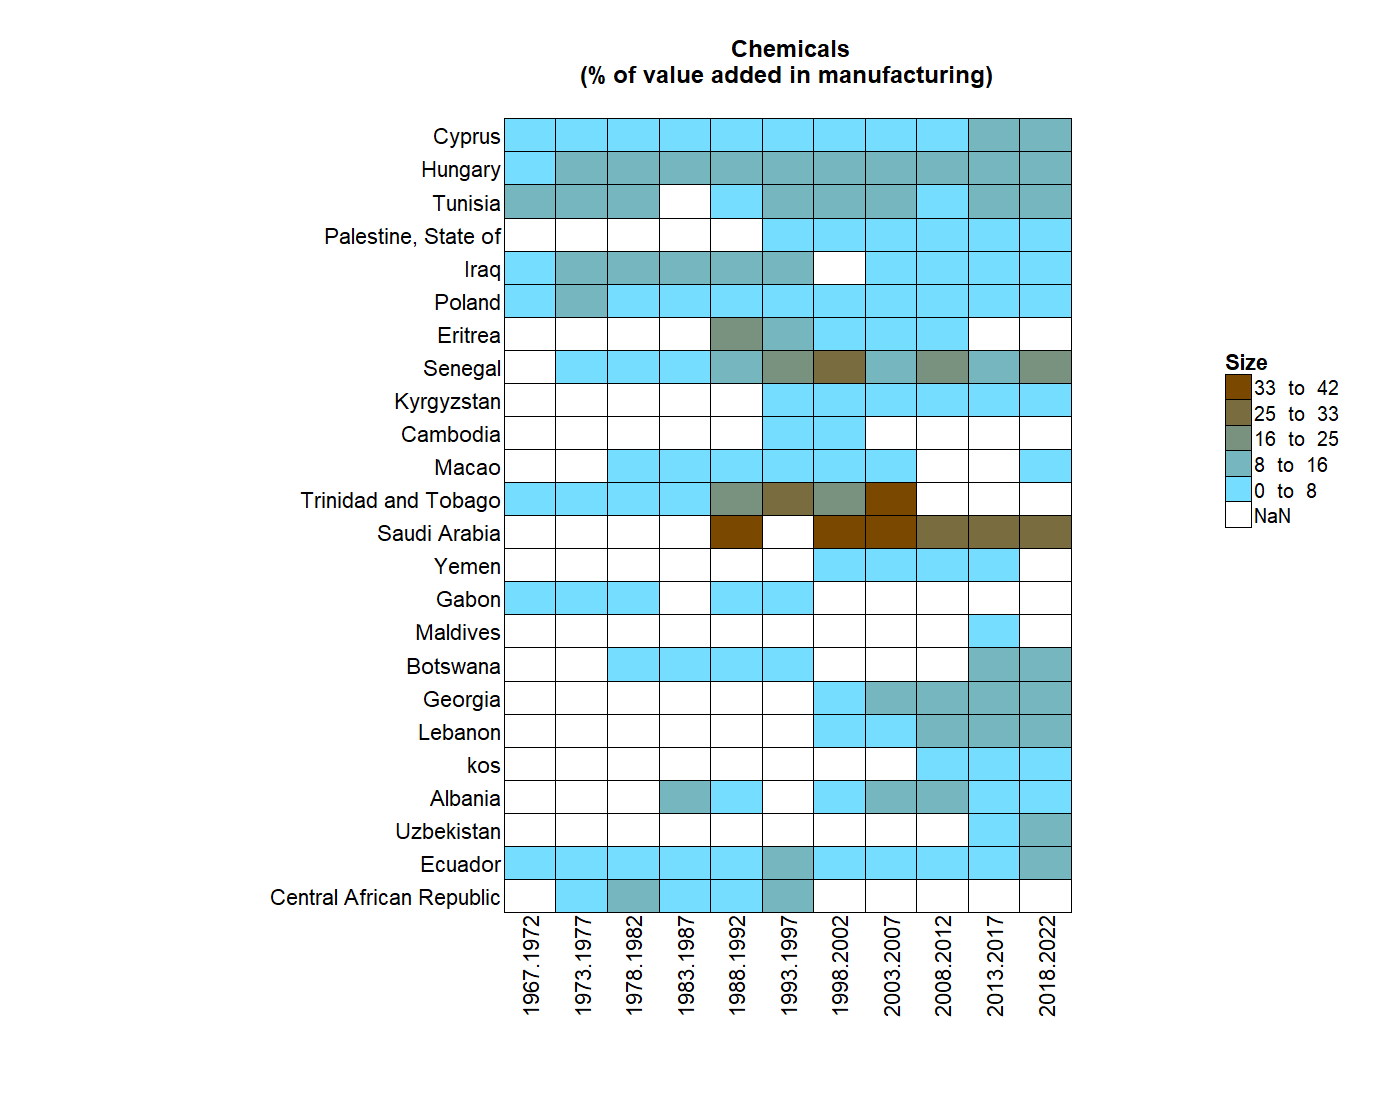 Chemicals
(% of value added in manufacturing)
Cyprus
Hungary
Tunisia
Palestine, State of
Iraq
Poland
Eritrea
Senegal
Kyrgyzstan
Cambodia
Macao
Trinidad and Tobago
Saudi Arabia
Yemen
Gabon
Maldives
Botswana
Georgia
Lebanon
kos
Albania
Uzbekistan
Ecuador
Central African Republic
1967.1972
1973.1977
1978.1982
1983.1987
1988.1992
1993.1997
1998.2002
2003.2007
2008.2012
2013.2017
2018.2022
Size
33 to 42
25 to 33
16 to 25
8 to 16
0 to 8
NaN